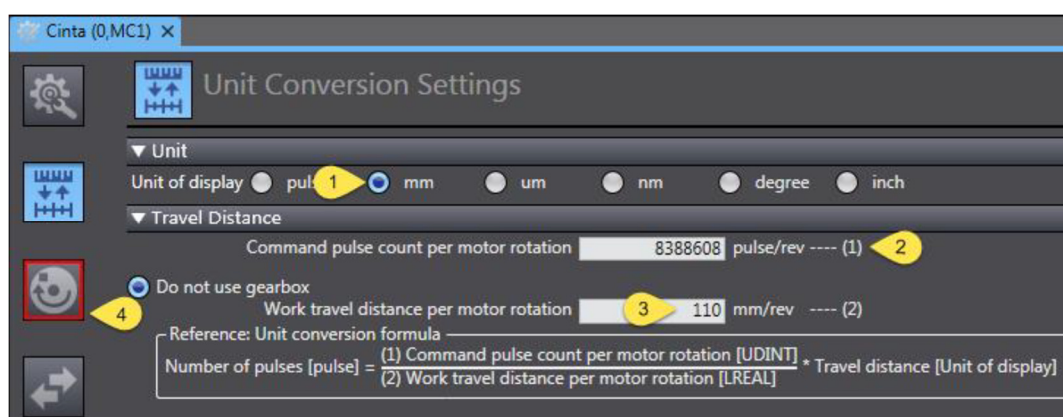 Cinta (0,MC1) ×
Unit Conversion Settings
▼ Unit
Unit of display pul 1 mm um nm degree inch
▼ Travel Distance
Command pulse count per motor rotation 8388608 pulse/rev ---- (1) 2
Do not use gearbox
4
Work travel distance per motor rotation 3 110 mm/rev ---- (2)
Reference: Unit conversion formula
Number of pulses [pulse] = (1) Command pulse count per motor rotation [UDINT] * Travel distance [Unit of display]
(2) Work travel distance per motor rotation [LREAL]